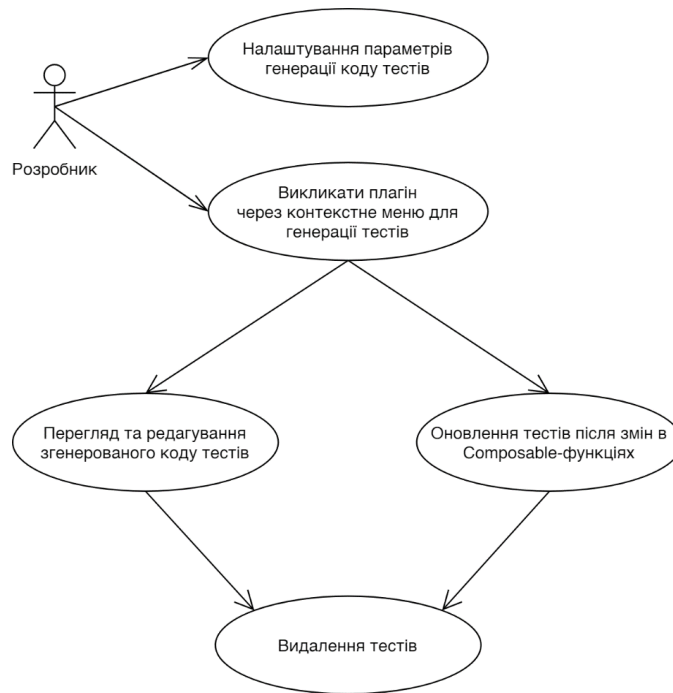 Налаштування параметрів
генерації коду тестів
Розробник
Викликати плагін
через контекстне меню для
генерації тестів
Перегляд та редагування
згенерованого коду тестів
Оновлення тестів після змін в
Composable-функціях
Видалення тестів